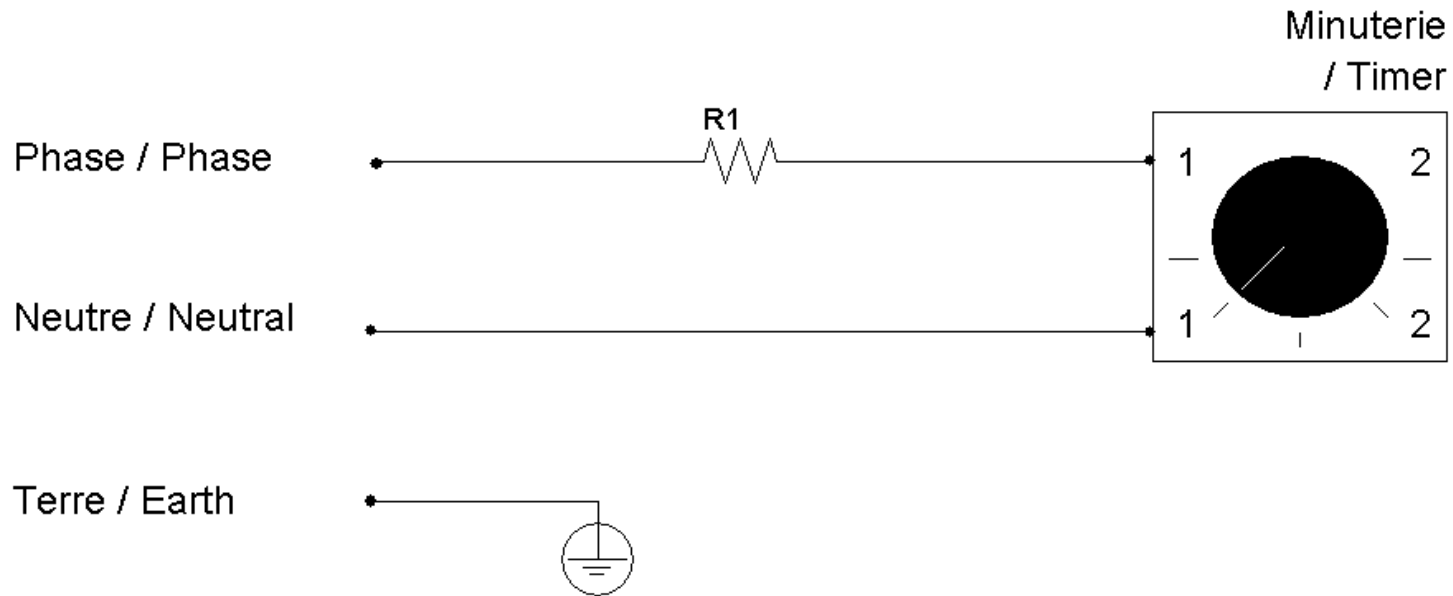 Minuterie
/ Timer
R1
Phase / Phase
1 2
Neutre / Neutral
1 2
Terre / Earth